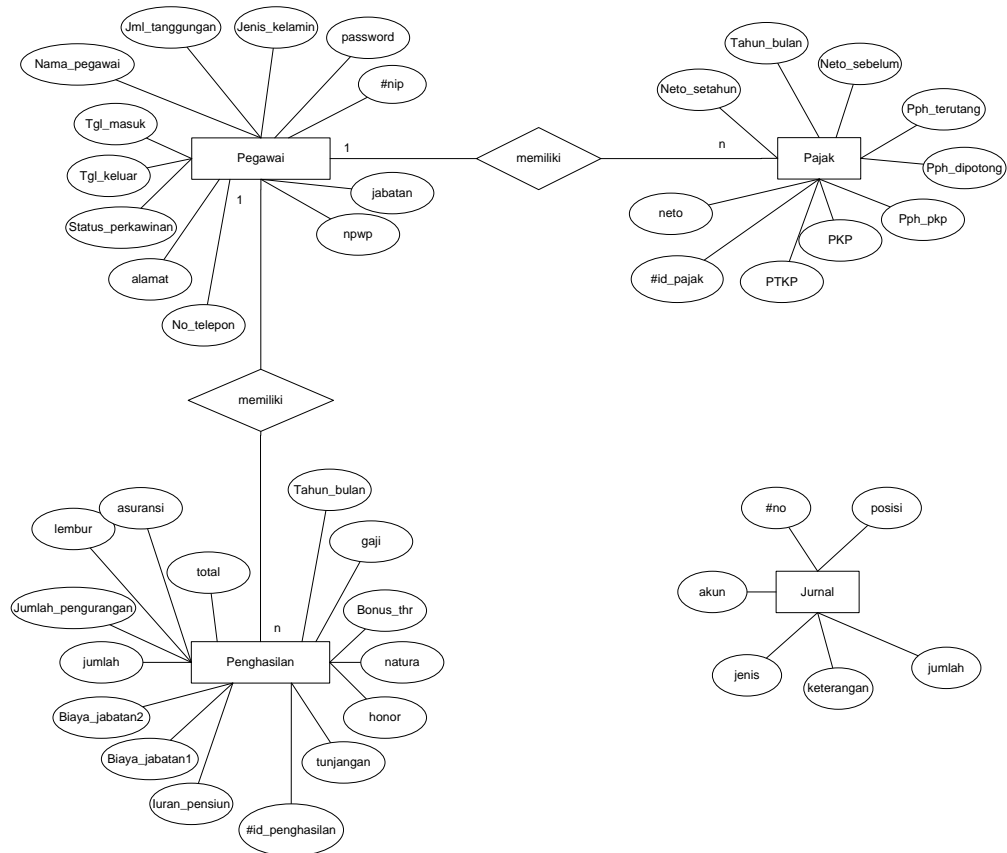 Jml_tanggungan
Jenis_kelamin
password
Nama_pegawai
#nip
Tgl_masuk
Pegawai
1
Tgl_keluar
1
jabatan
Status_perkawinan
npwp
alamat
No_telepon
memiliki
n
Tahun_bulan
Neto_sebelum
Neto_setahun
Pph_terutang
Pajak
Pph_dipotong
neto
Pph_pkp
PKP
#id_pajak
PTKP
memiliki
Tahun_bulan
asuransi
lembur
gaji
total
Jumlah_pengurangan
Bonus_thr
n
jumlah
Penghasilan
natura
Biaya_jabatan2
honor
Biaya_jabatan1
tunjangan
Iuran_pensiun
#id_penghasilan
#no
posisi
akun
Jurnal
jenis
keterangan
jumlah